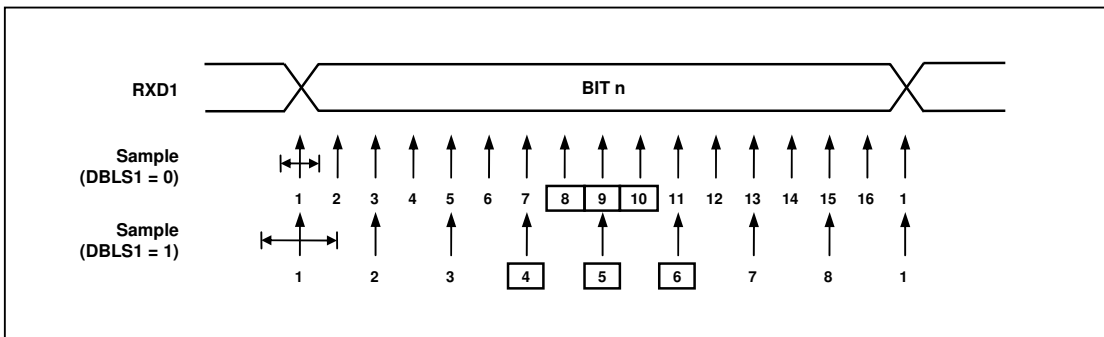 RXD1
BIT n
Sample
(DBLS1 = 0)
1 2 3 4 5 6 7 8 9 10 11 12 13 14 15 16 1
Sample
(DBLS1 = 1)
1 2 3 4 5 6 7 8 1